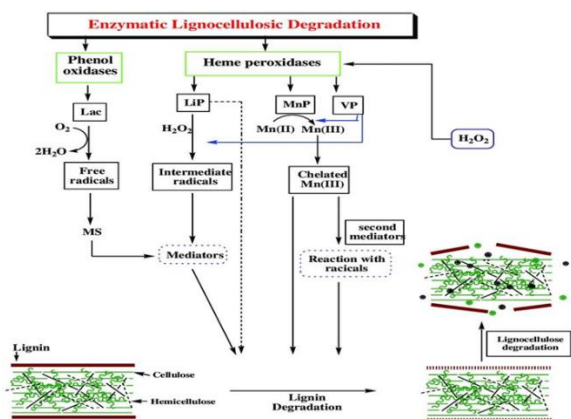 Enzymatic Lignocellulosic Degradation
Phenol
oxidases
Heme peroxidases
Lac
LiP
MnP
VP
O₂
2H₂O
H₂O₂
Mn(II)
Mn(III)
H₂O₂
Free
radicals
Intermediate
radicals
Chelated
Mn(III)
MS
Mediators
second
mediators
Reaction with
racicals
Lignin
Cellulose
Hemicellulose
Lignin
Degradation
Lignocellulose
degradation